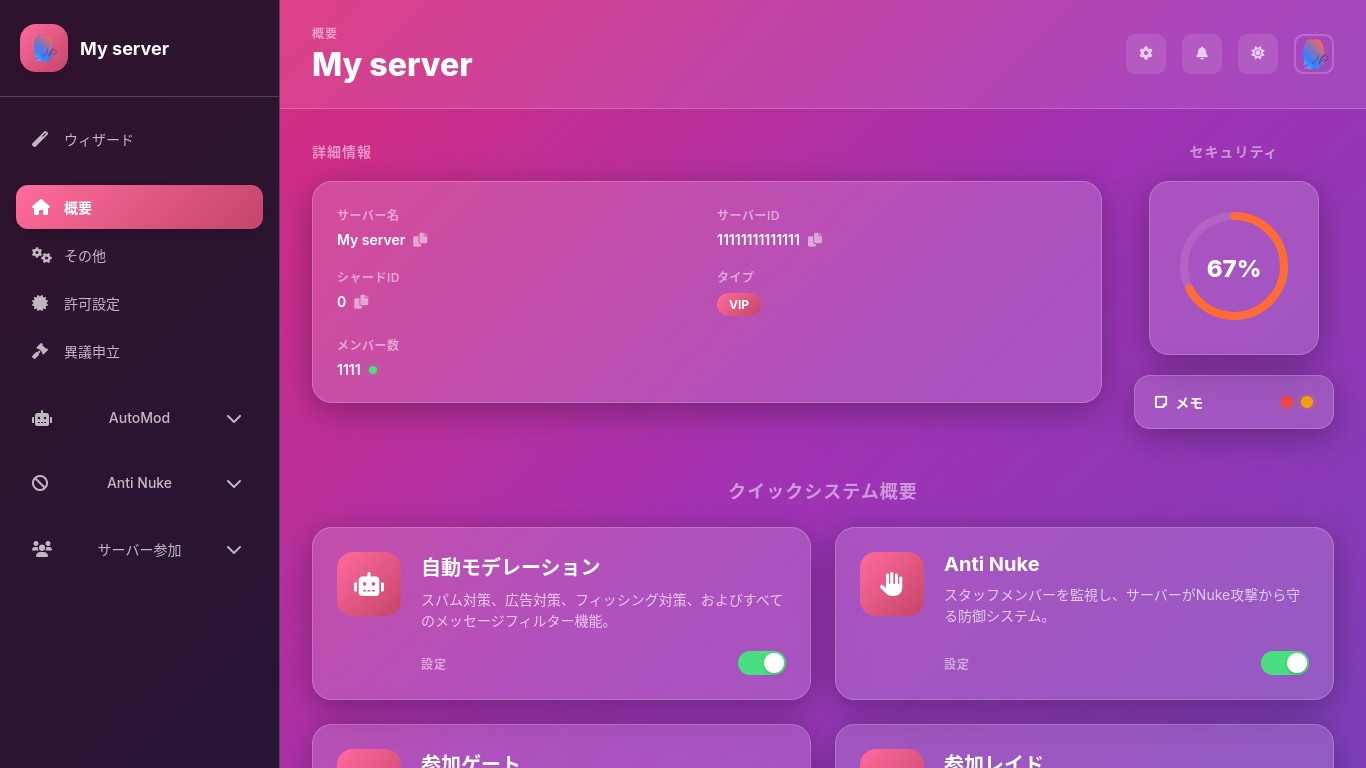 My server
ウィザード
概要
その他
許可設定
異議申立
AutoMod
Anti Nuke
サーバー参加
概要
My server
詳細情報
サーバー名
My server
サーバーID
11111111111111
シャードID
0
タイプ
VIP
メンバー数
1111
セキュリティ
67%
メモ
クイックシステム概要
自動モデレーション
スパム対策、広告対策、フィッシング対策、およびすべて
のメッセージフィルター機能。
設定
Anti Nuke
スタッフメンバーを監視し、サーバーがNuke攻撃から守
る防御システム。
設定
参加ゲート
参加レイド